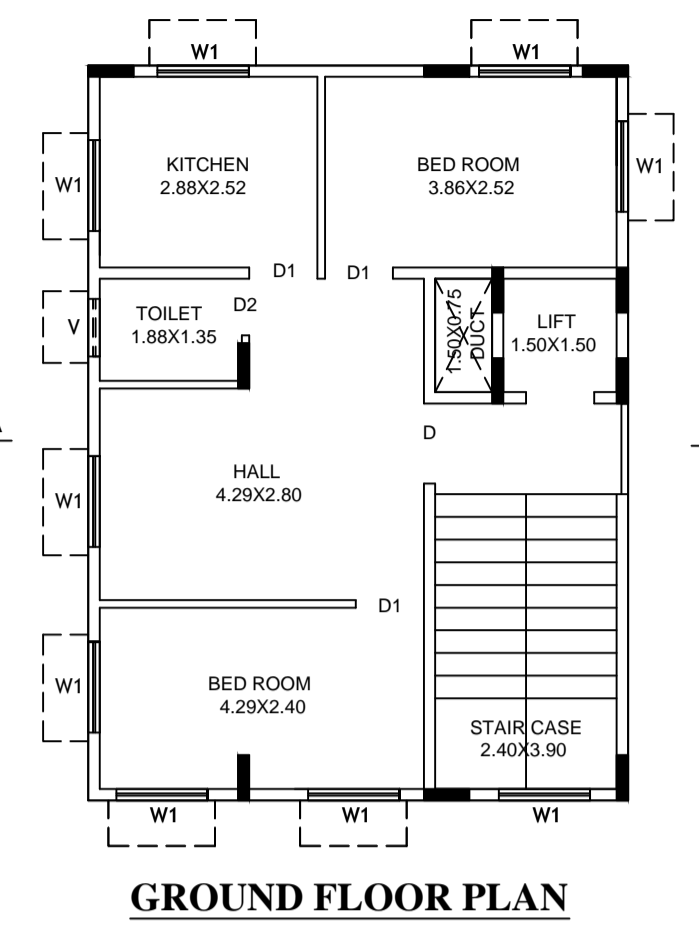 W1
W1
KITCHEN
2.88X2.52
BED ROOM
3.86X2.52
W1
W1
D1
D1
TOILET
1.88X1.35
D2
V
1.50X0.75
DUCT
LIFT
1.50X1.50
D
HALL
4.29X2.80
W1
D1
BED ROOM
4.29X2.40
W1
STAIR CASE
2.40X3.90
W1
W1
W1
GROUND FLOOR PLAN